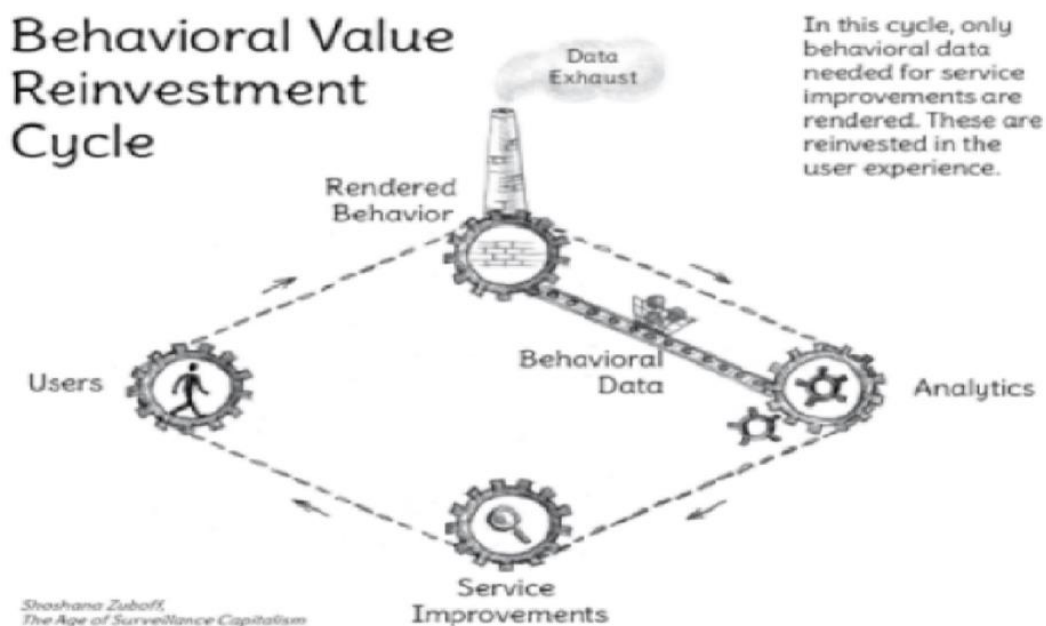 Behavioral Value
Reinvestment
Cycle
Data
Exhaust
In this cycle, only
behavioral data
needed for service
improvements are
rendered. These are
reinvested in the
user experience.
Rendered
Behavior
Users
Behavioral
Data
Analytics
Service
Improvements
Shoshana Zuboff,
The Age of Surveillance Capitalism